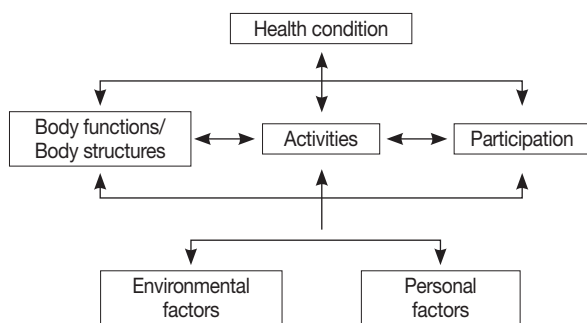 Health condition
Body functions/
Body structures
Activities
Participation
Environmental
factors
Personal
factors